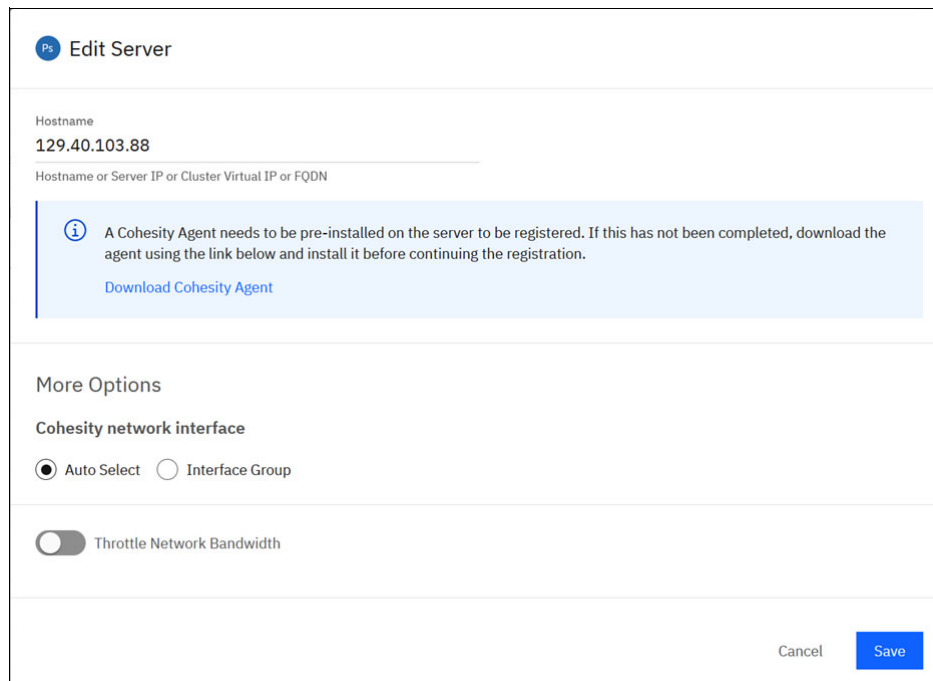 Ps Edit Server
Hostname
129.40.103.88
Hostname or Server IP or Cluster Virtual IP or FQDN
A Cohesity Agent needs to be pre-installed on the server to be registered. If this has not been completed, download the
agent using the link below and install it before continuing the registration.
Download Cohesity Agent
More Options
Cohesity network interface
Auto Select Interface Group
Throttle Network Bandwidth
Cancel Save